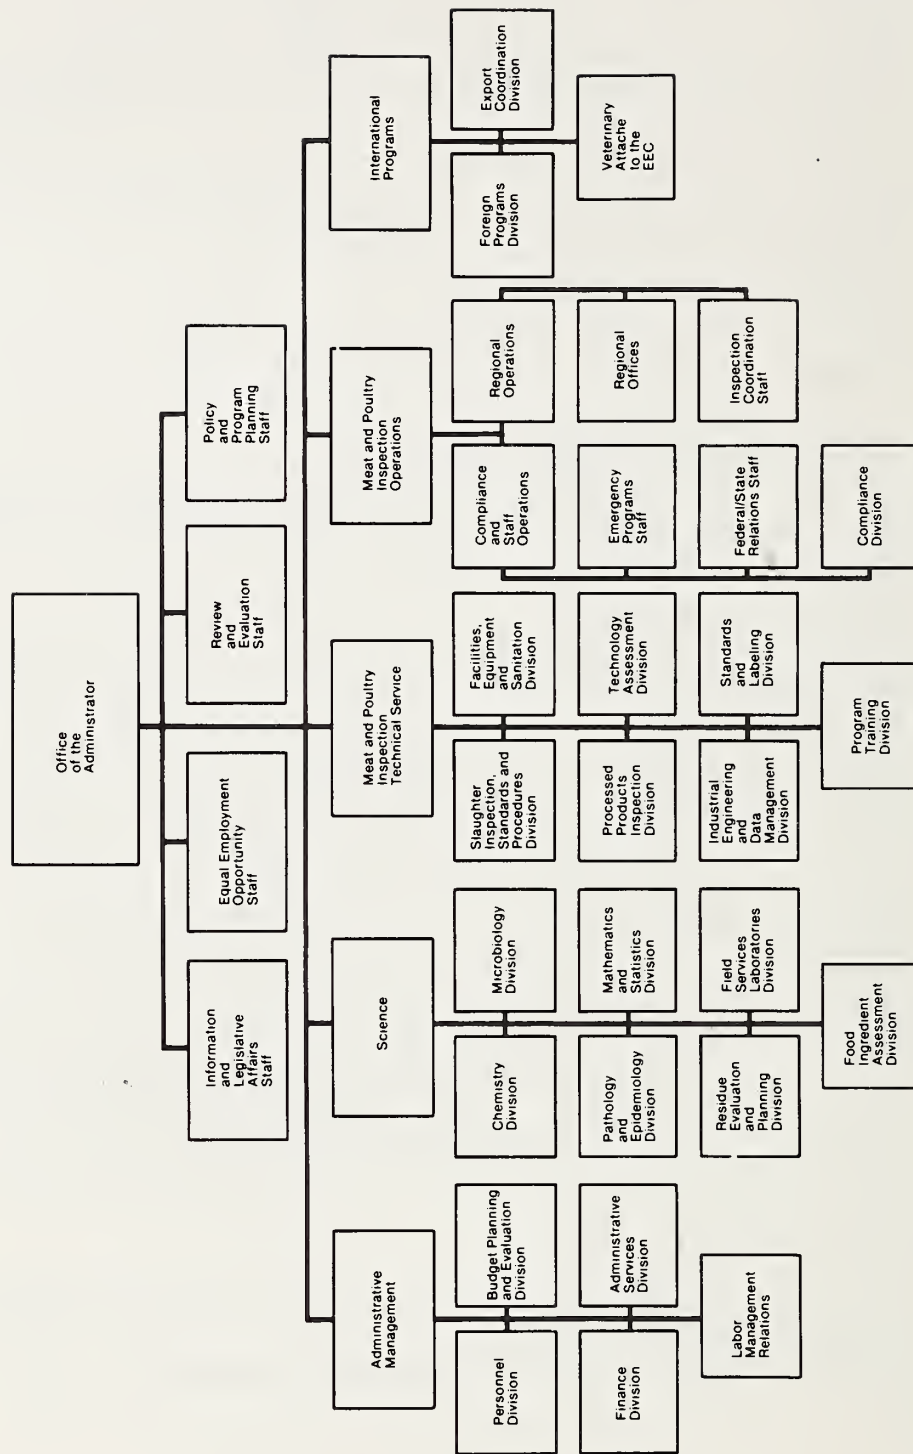 Office
of the
Administrator
Information
and
Legislative
Affairs
Staff
Equal Employment
Opportunity
Staff
Review
and
Evaluation
Staff
Policy
and
Program
Planning
Staff
Administrative
Management
Science
Meat and Poultry
Inspection
Technical Service
Meat and Poultry
Inspection
Operations
International
Programs
Personnel
Division
Budget Planning
and Evaluation
Division
Finance
Division
Administrative
Services
Division
Labor
Management
Relations
Chemistry
Division
Microbiology
Division
Pathology
and
Epidemiology
Division
Mathematics
and
Statistics
Division
Residue
Evaluation
and
Planning
Division
Field
Services
Laboratories
Division
Food
Ingredient
Assessment
Division
Slaughter
Inspection,
Standards and
Procedures
Division
Facilities,
Equipment
and
Sanitation
Division
Processed
Products
Inspection
Division
Technology
Assessment
Division
Industrial
Engineering
and
Data
Management
Division
Standards
and
Labeling
Division
Program
Training
Division
Compliance
and
Staff
Operations
Regional
Operations
Emergency
Programs
Staff
Regional
Offices
Federal/State
Relations Staff
Inspection
Coordination
Staff
Compliance
Division
Foreign
Programs
Division
Export
Coordination
Division
Veterinary
Attache
to the
EEC